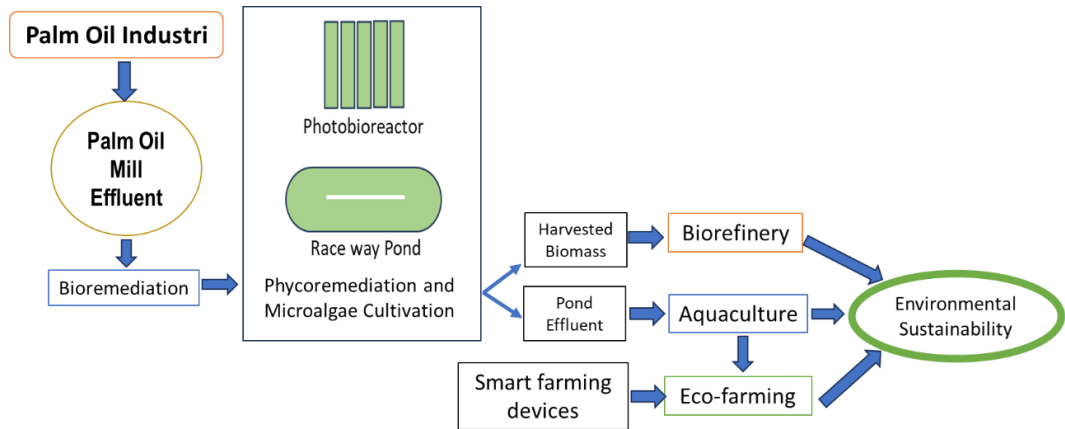 Palm Oil Industri
Palm Oil
Mill
Effluent
Bioremediation
Photobioreactor
Race way Pond
Phycoremediation and
Microalgae Cultivation
Harvested
Biomass
Pond
Effluent
Biorefinery
Aquaculture
Smart farming
devices
Eco-farming
Environmental
Sustainability